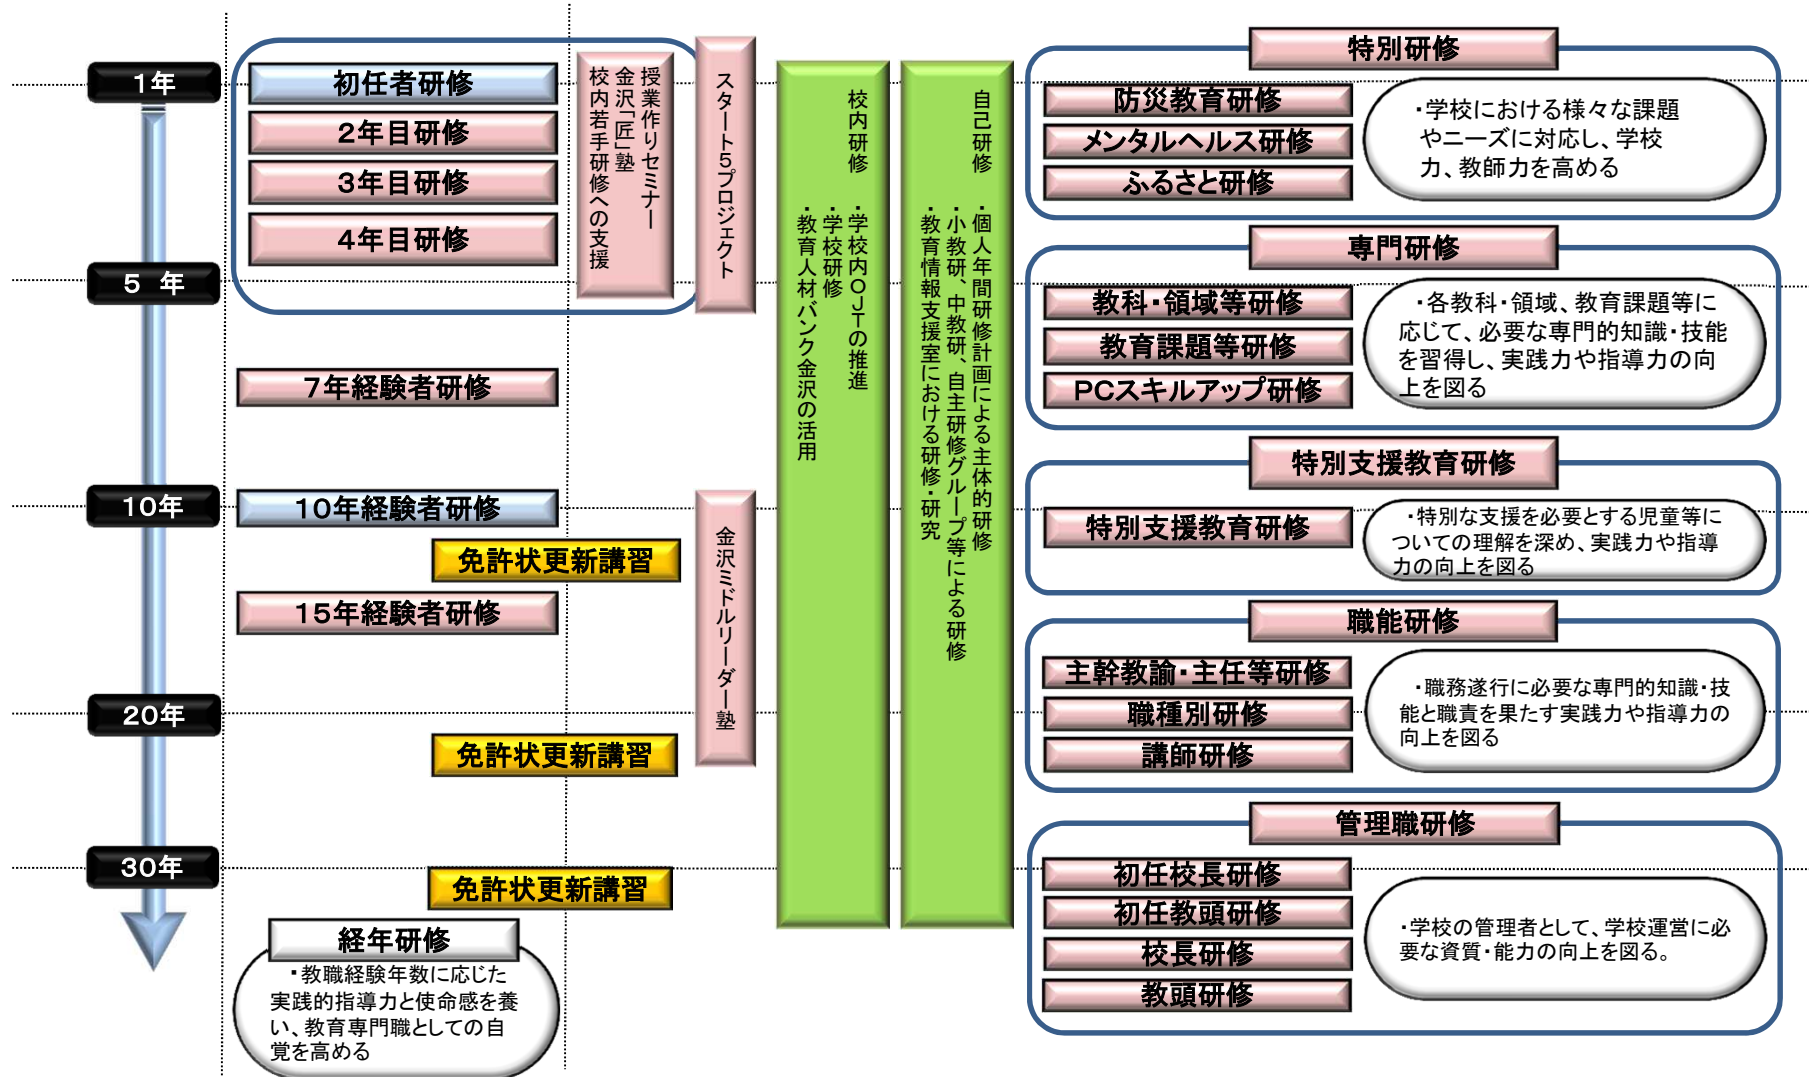 1年
5 年
10年
20年
30年
初任者研修
2年目研修
3年目研修
4年目研修
7年経験者研修
10年経験者研修
免許状更新講習
15年経験者研修
免許状更新講習
免許状更新講習
経年研修
・教職経験年数に応じた
実践的指導力と使命感を養
い、教育専門職としての自
覚を高める
授業作りセミナー
金沢「匠」塾
校内若手研修への支援
スタート5プロジェクト
金沢ミドルリーダー塾
校内研修 ・学校内OJTの推進
・学校研修
・教育人材バンク金沢の活用
自己研修 ・個人年間研修計画による主体的研修
・小教研、中教研、自主研修グループ等による研修
・教育情報支援室における研修・研究
特別研修
防災教育研修
メンタルヘルス研修
ふるさと研修
・学校における様々な課題
やニーズに対応し、学校
力、教師力を高める
専門研修
教科・領域等研修
教育課題等研修
PCスキルアップ研修
・各教科・領域、教育課題等に
応じて、必要な専門的知識・技能
を習得し、実践力や指導力の向
上を図る
特別支援教育研修
特別支援教育研修
・特別な支援を必要とする児童等に
ついての理解を深め、実践力や指導
力の向上を図る
職能研修
主幹教諭・主任等研修
職種別研修
講師研修
・職務遂行に必要な専門的知識・技
能と職責を果たす実践力や指導力の
向上を図る
管理職研修
初任校長研修
初任教頭研修
校長研修
教頭研修
・学校の管理者として、学校運営に必
要な資質・能力の向上を図る。